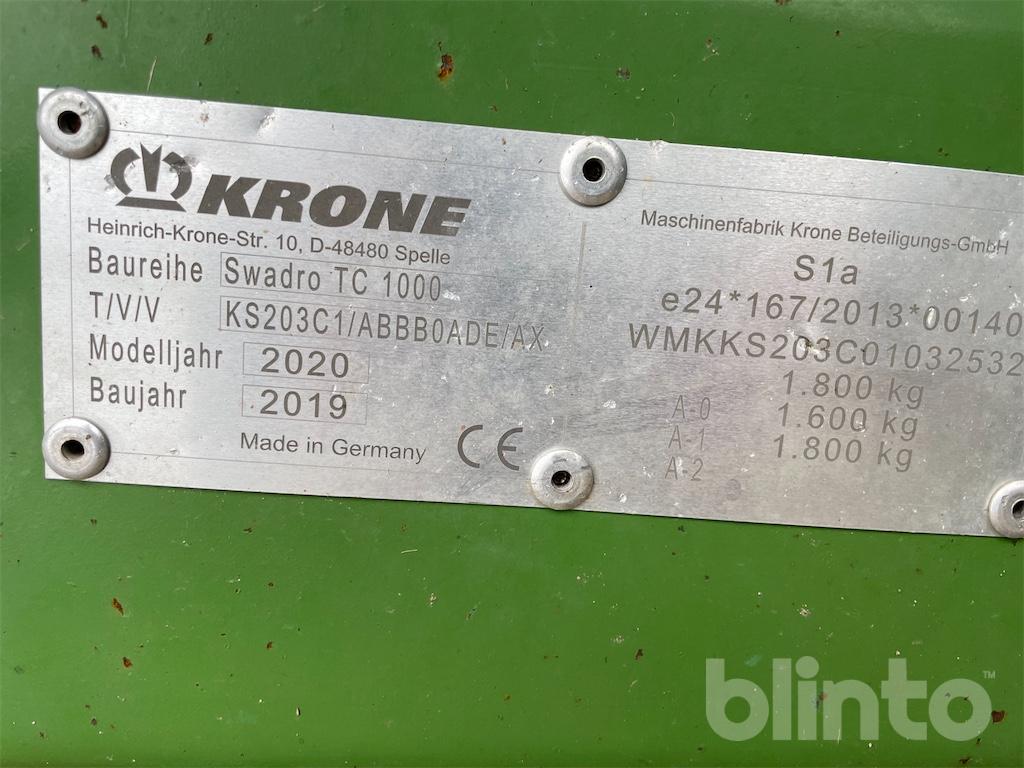 KRONE
Heinrich-Krone-Str. 10, D-48480 Spelle
Baureihe Swadro TC 1000
T/V/V KS203C1/ABBB0ADE/AX
Modelljahr 2020
Baujahr 2019
Made in Germany CE
Maschinenfabrik Krone Beteiligungs-GmbH
S1a
e24*167/2013*00140
WMKKS203C01032532
1.800 kg
A-0 1.600 kg
A-1 1.800 kg
A-2
blinto™